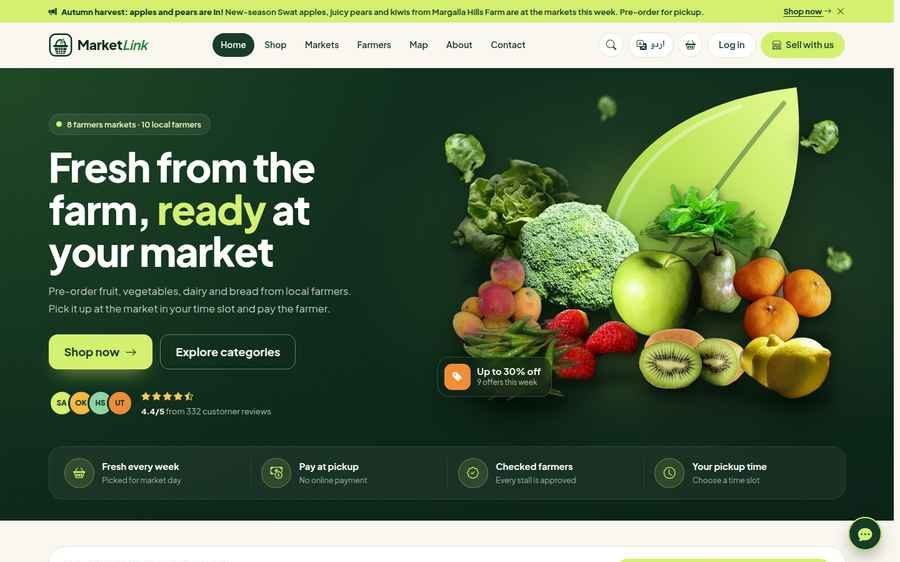 Autumn harvest: apples and pears are in! New-season Swat apples, juicy pears and kiwis from Margalla Hills Farm are at the markets this week. Pre-order for pickup.
Shop now →
MarketLink
Home
Shop
Markets
Farmers
Map
About
Contact
اردو
Log in
Sell with us
8 farmers markets · 10 local farmers
Fresh from the
farm, ready at
your market
Pre-order fruit, vegetables, dairy and bread from local farmers.
Pick it up at the market in your time slot and pay the farmer.
Shop now →
Explore categories
SA OK HS UT
4.4/5 from 332 customer reviews
Up to 30% off
9 offers this week
Fresh every week
Picked for market day
Pay at pickup
No online payment
Checked farmers
Every stall is approved
Your pickup time
Choose a time slot